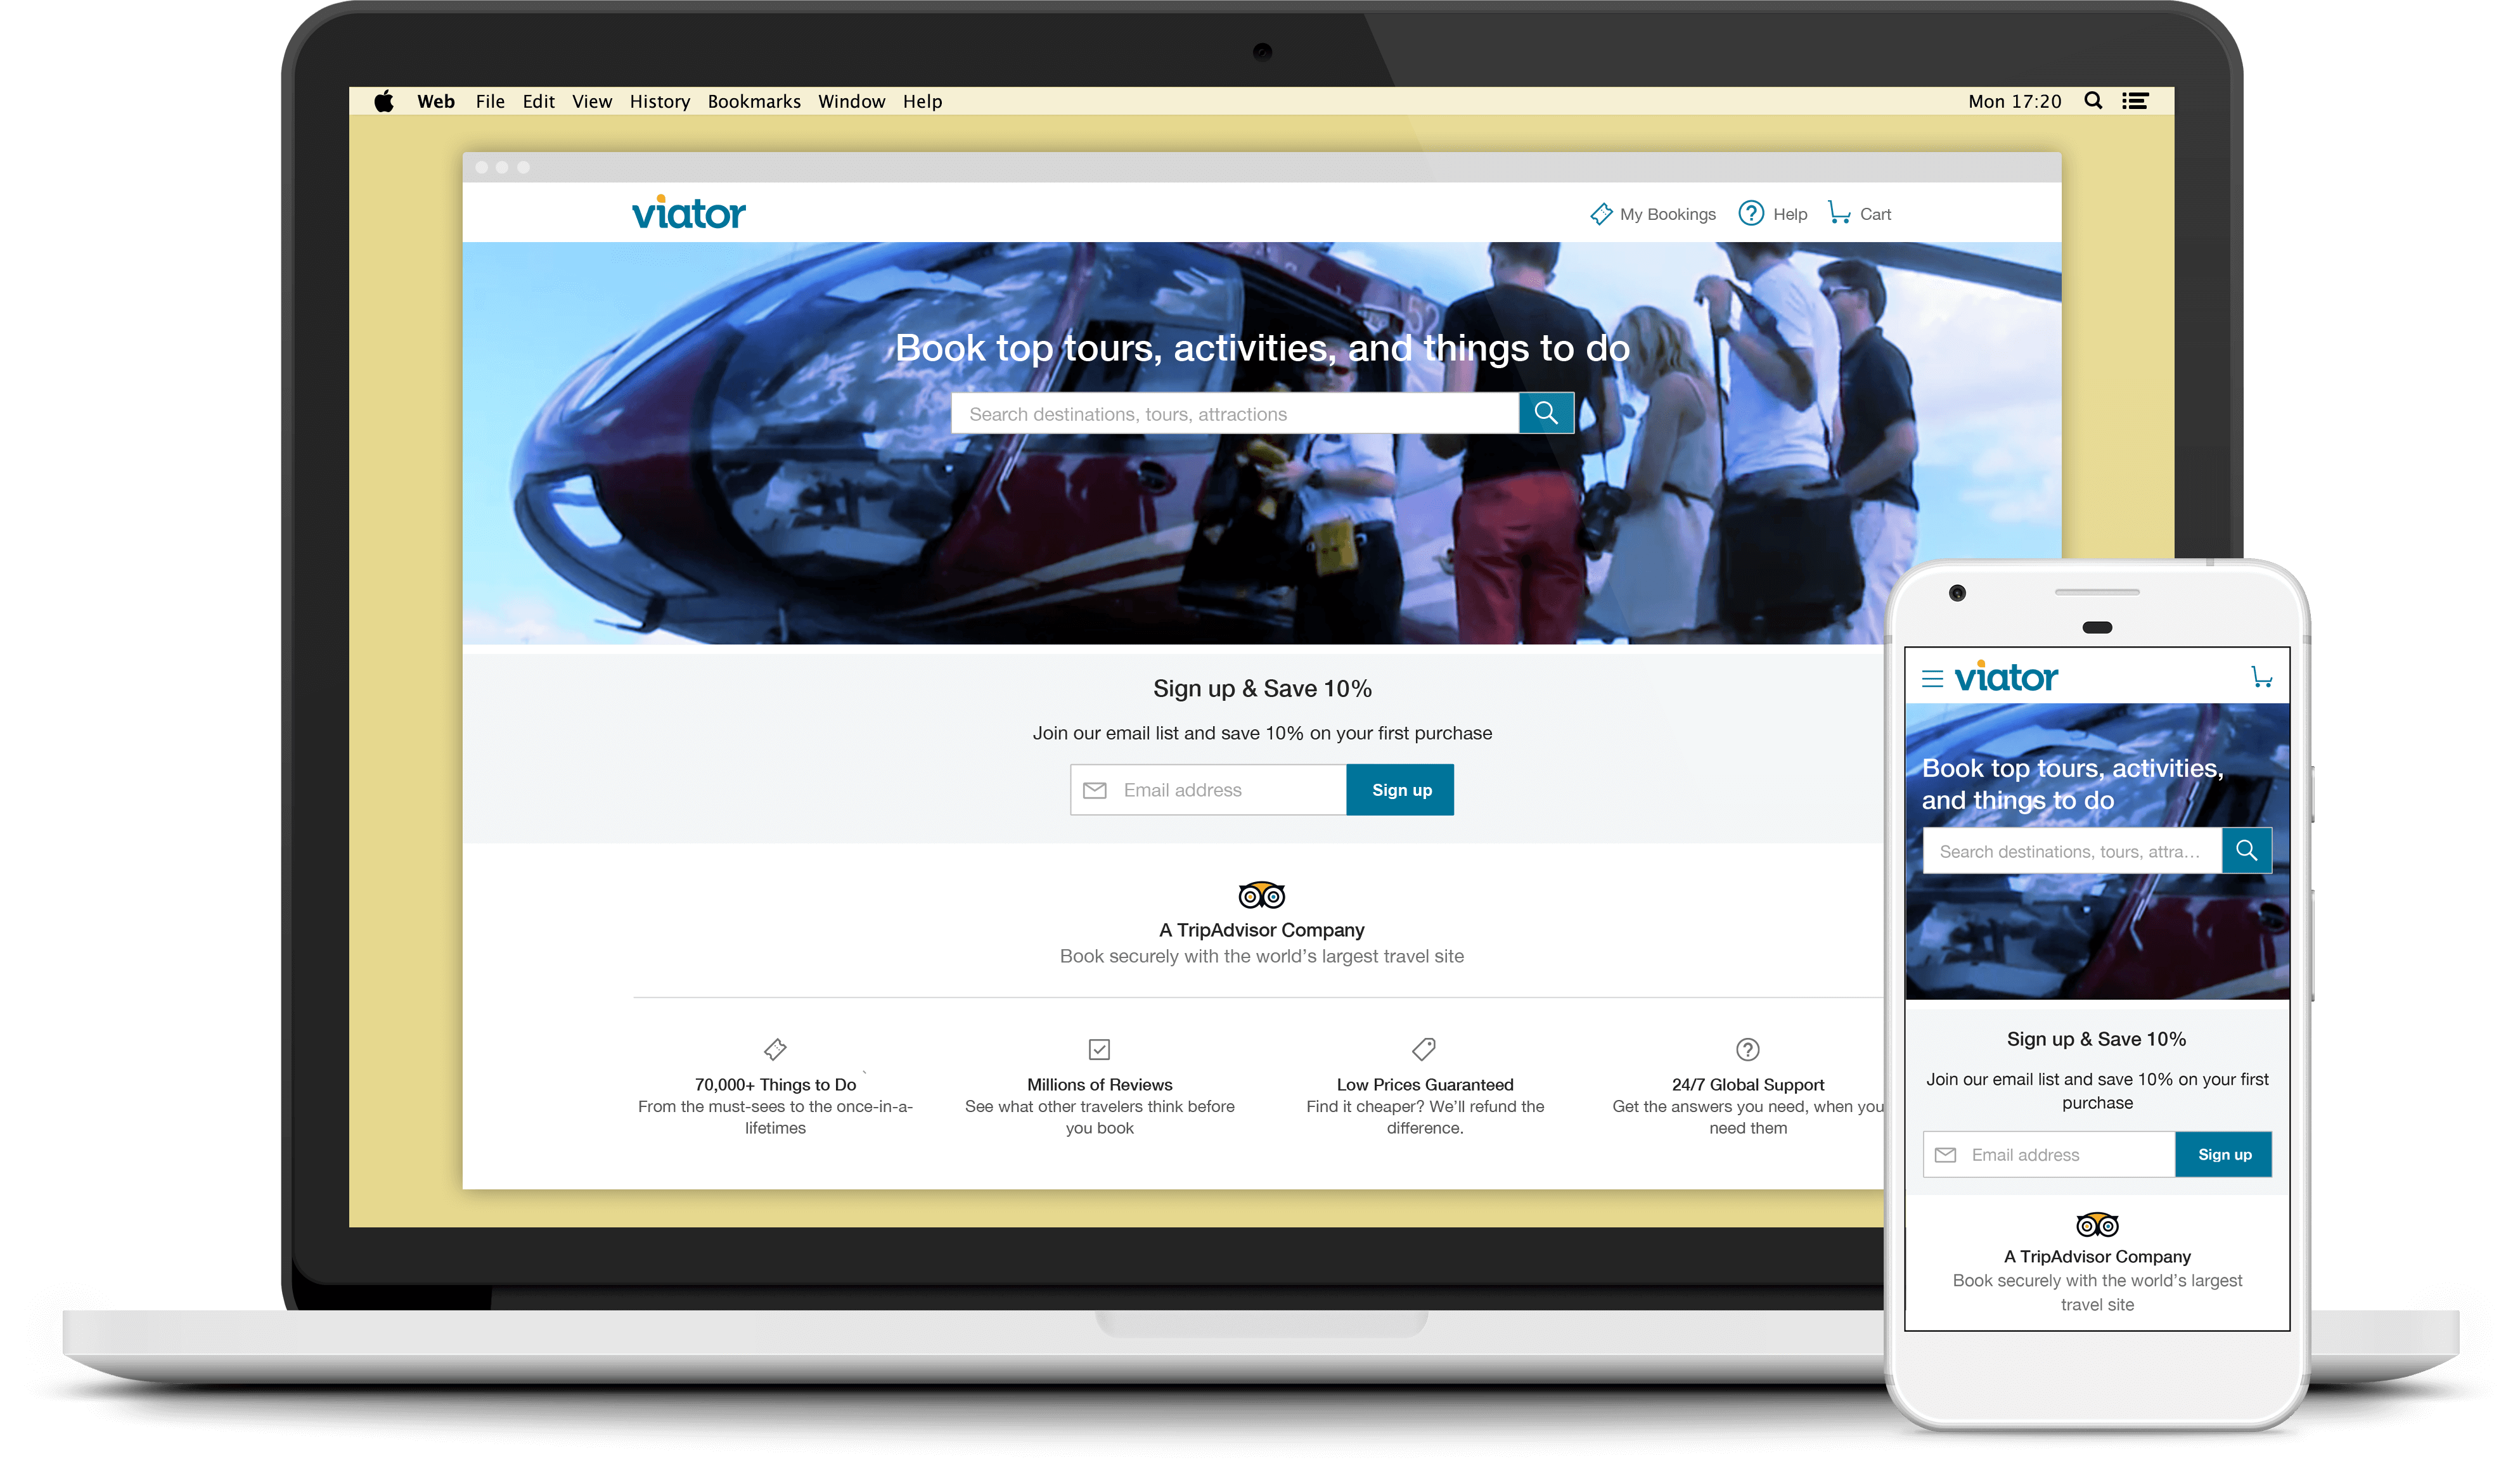 Web File Edit View History Bookmarks Window Help Mon 17:20
viator My Bookings Help Cart
Book top tours, activities, and things to do
Search destinations, tours, attractions
Sign up & Save 10%
Join our email list and save 10% on your first purchase
Email address Sign up
A TripAdvisor Company
Book securely with the world's largest travel site
70,000+ Things to Do
From the must-sees to the once-in-a-
lifetimes
Millions of Reviews
See what other travelers think before
you book
Low Prices Guaranteed
Find it cheaper? We'll refund the
difference.
24/7 Global Support
Get the answers you need, when you
need them
viator
Book top tours, activities,
and things to do
Search destinations, tours, attra…
Sign up & Save 10%
Join our email list and save 10% on your first
purchase
Email address Sign up
A TripAdvisor Company
Book securely with the world's largest
travel site